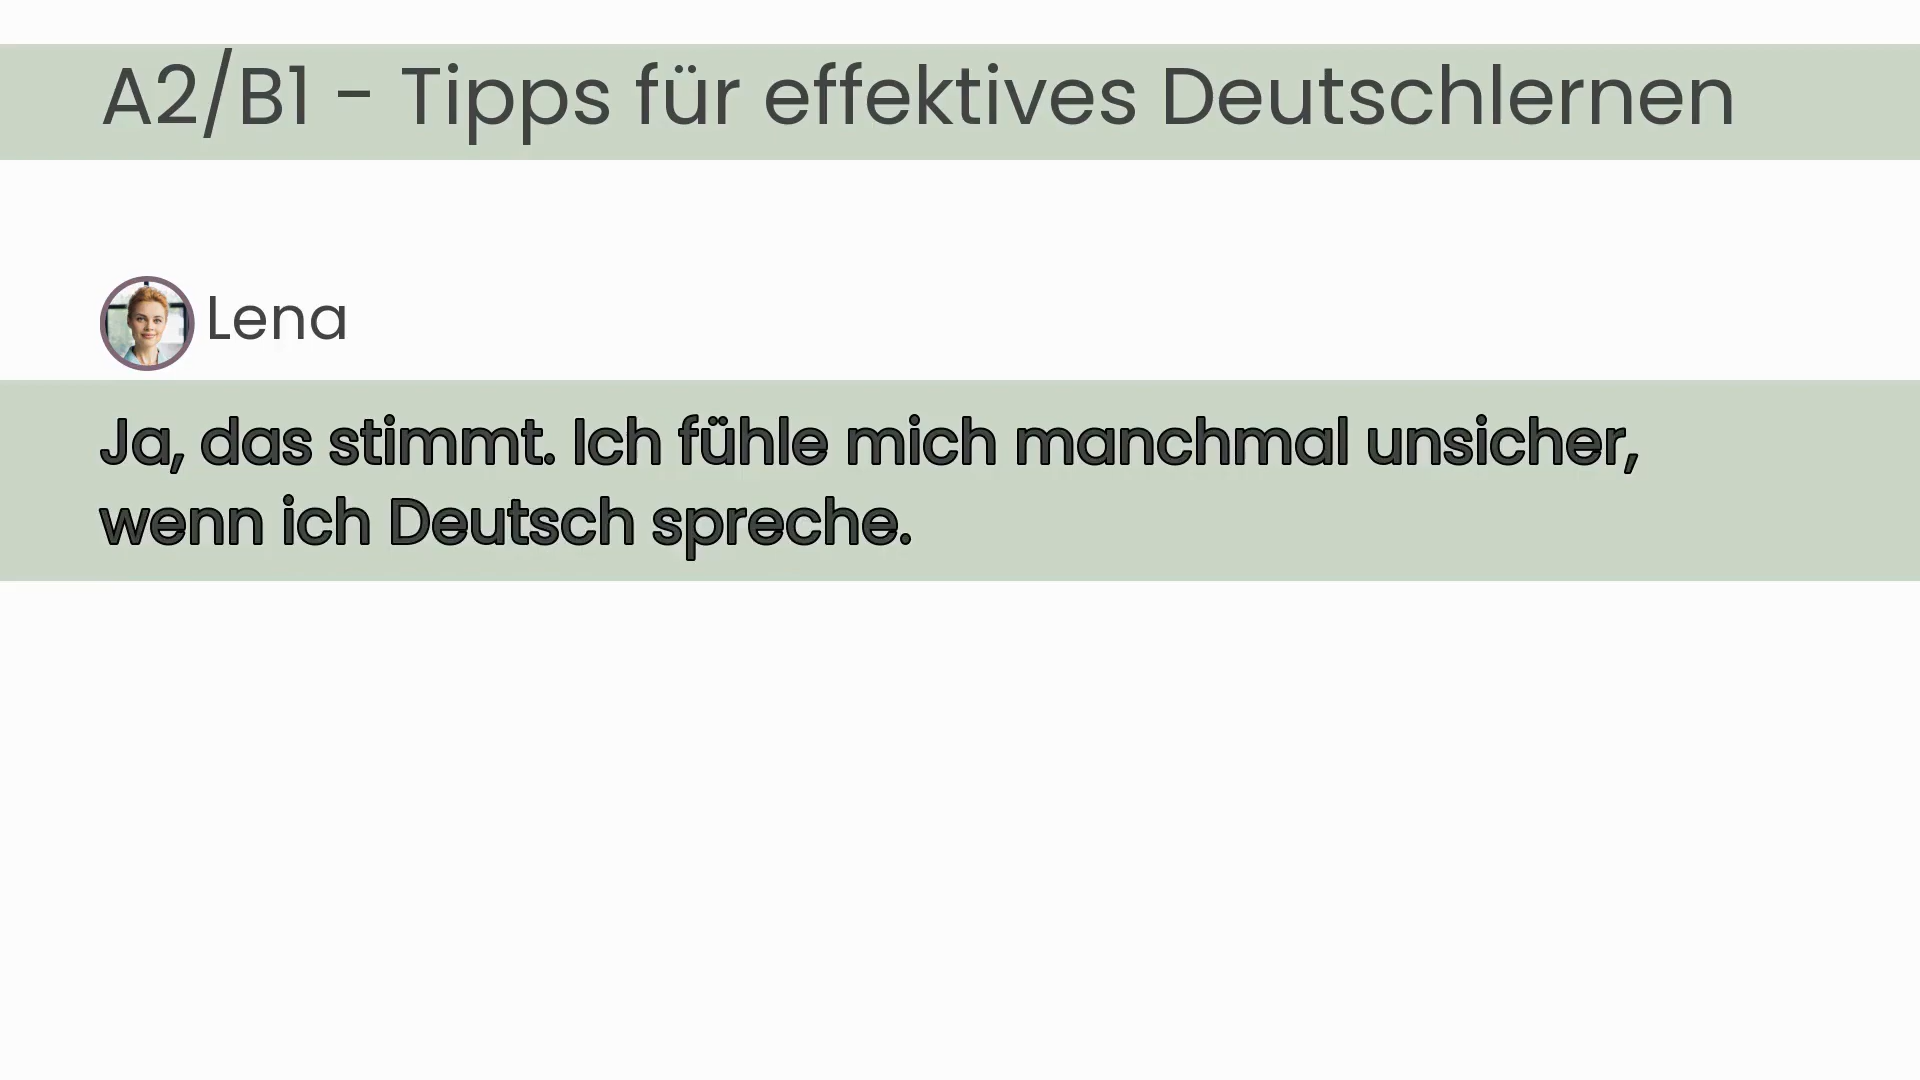 A2/B1 - Tipps für effektives Deutschlernen
Lena
Ja, das stimmt. Ich fühle mich manchmal unsicher,
wenn ich Deutsch spreche.